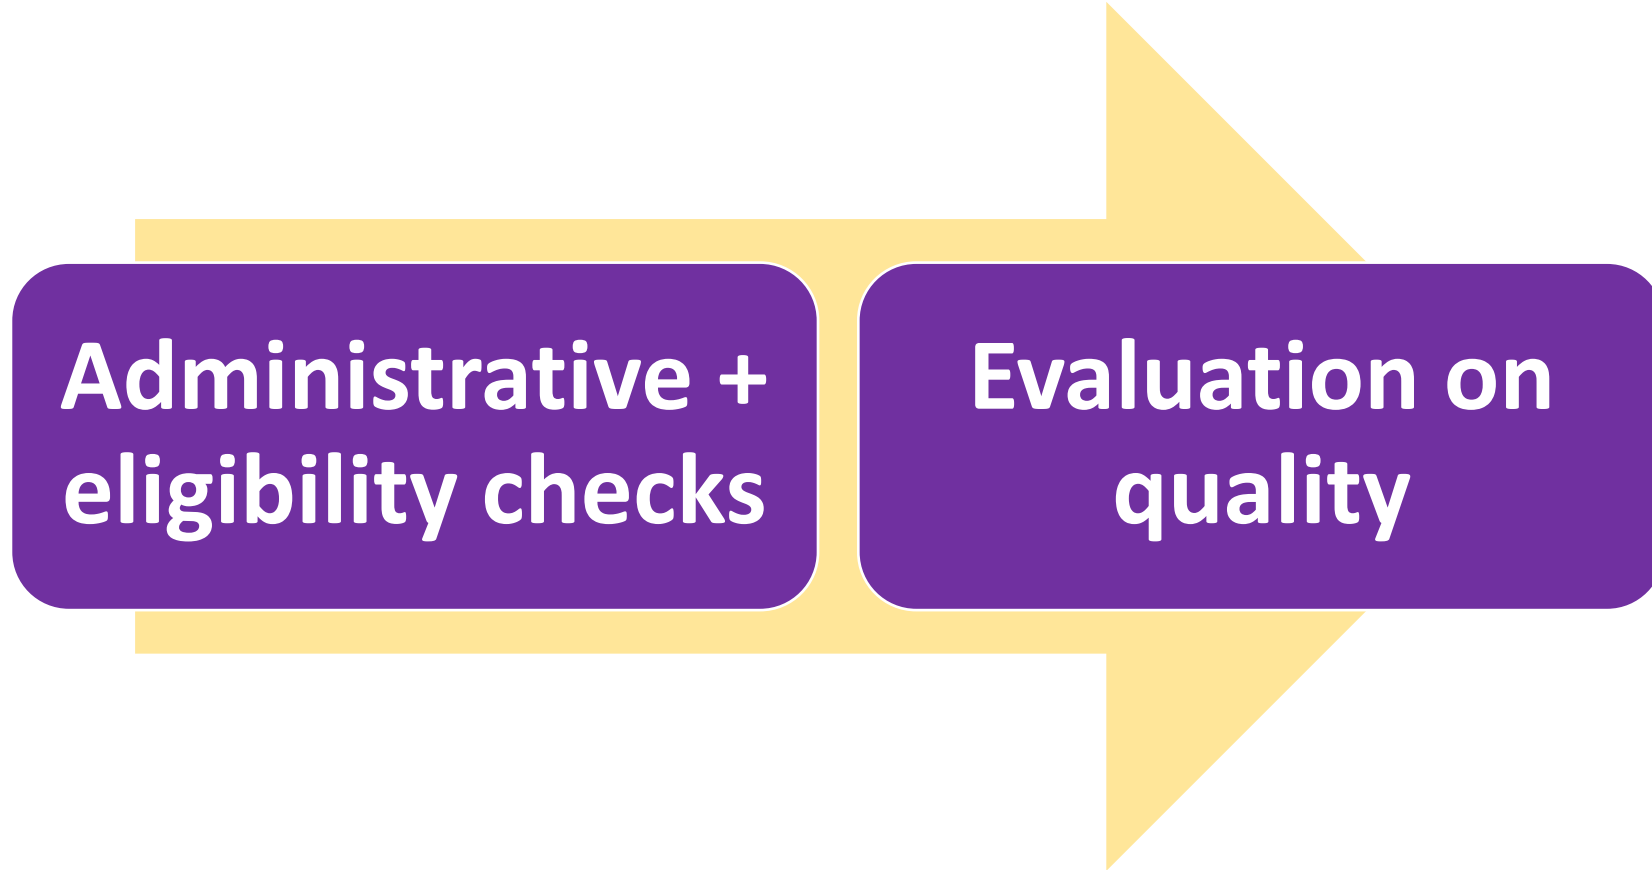 Administrative +
eligibility checks
Evaluation on
quality